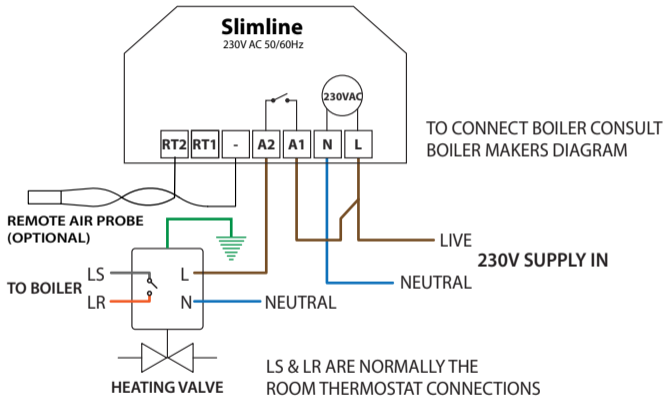 Slimline
230V AC 50/60Hz
230VAC
RT2 RT1 - A2 A1 N L
TO CONNECT BOILER CONSULT
BOILER MAKERS DIAGRAM
REMOTE AIR PROBE
(OPTIONAL)
LIVE
230V SUPPLY IN
NEUTRAL
TO BOILER
LS
LR
L
N
NEUTRAL
HEATING VALVE
LS & LR ARE NORMALLY THE
ROOM THERMOSTAT CONNECTIONS